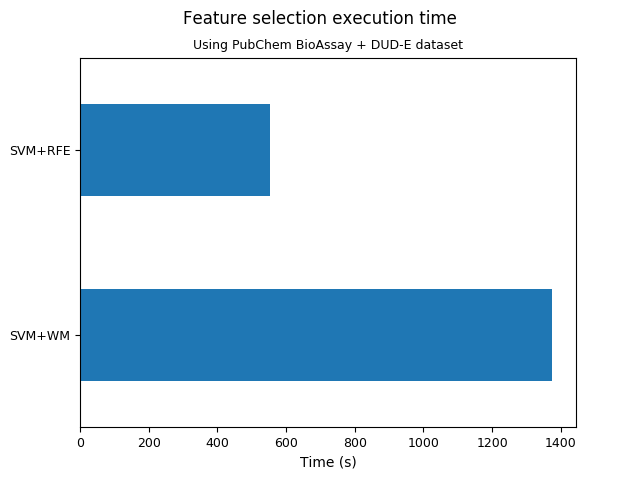 Feature selection execution time
Using PubChem BioAssay + DUD-E dataset
SVM+RFE
SVM+WM
0 200 400 600 800 1000 1200 1400
Time (s)